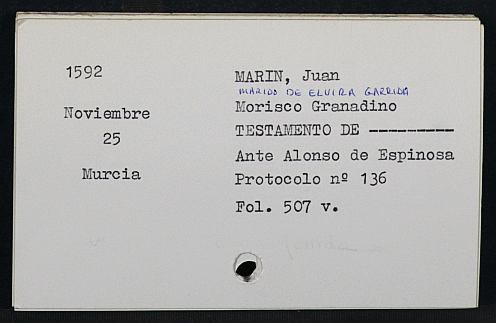 1592
Noviembre
25
Murcia
MARIN, Juan
MARIDO DE ELVIRA GARRIDA
Morisco Granadino
TESTAMENTO DE ---------
Ante Alonso de Espinosa
Protocolo nº 136
Fol. 507 v.